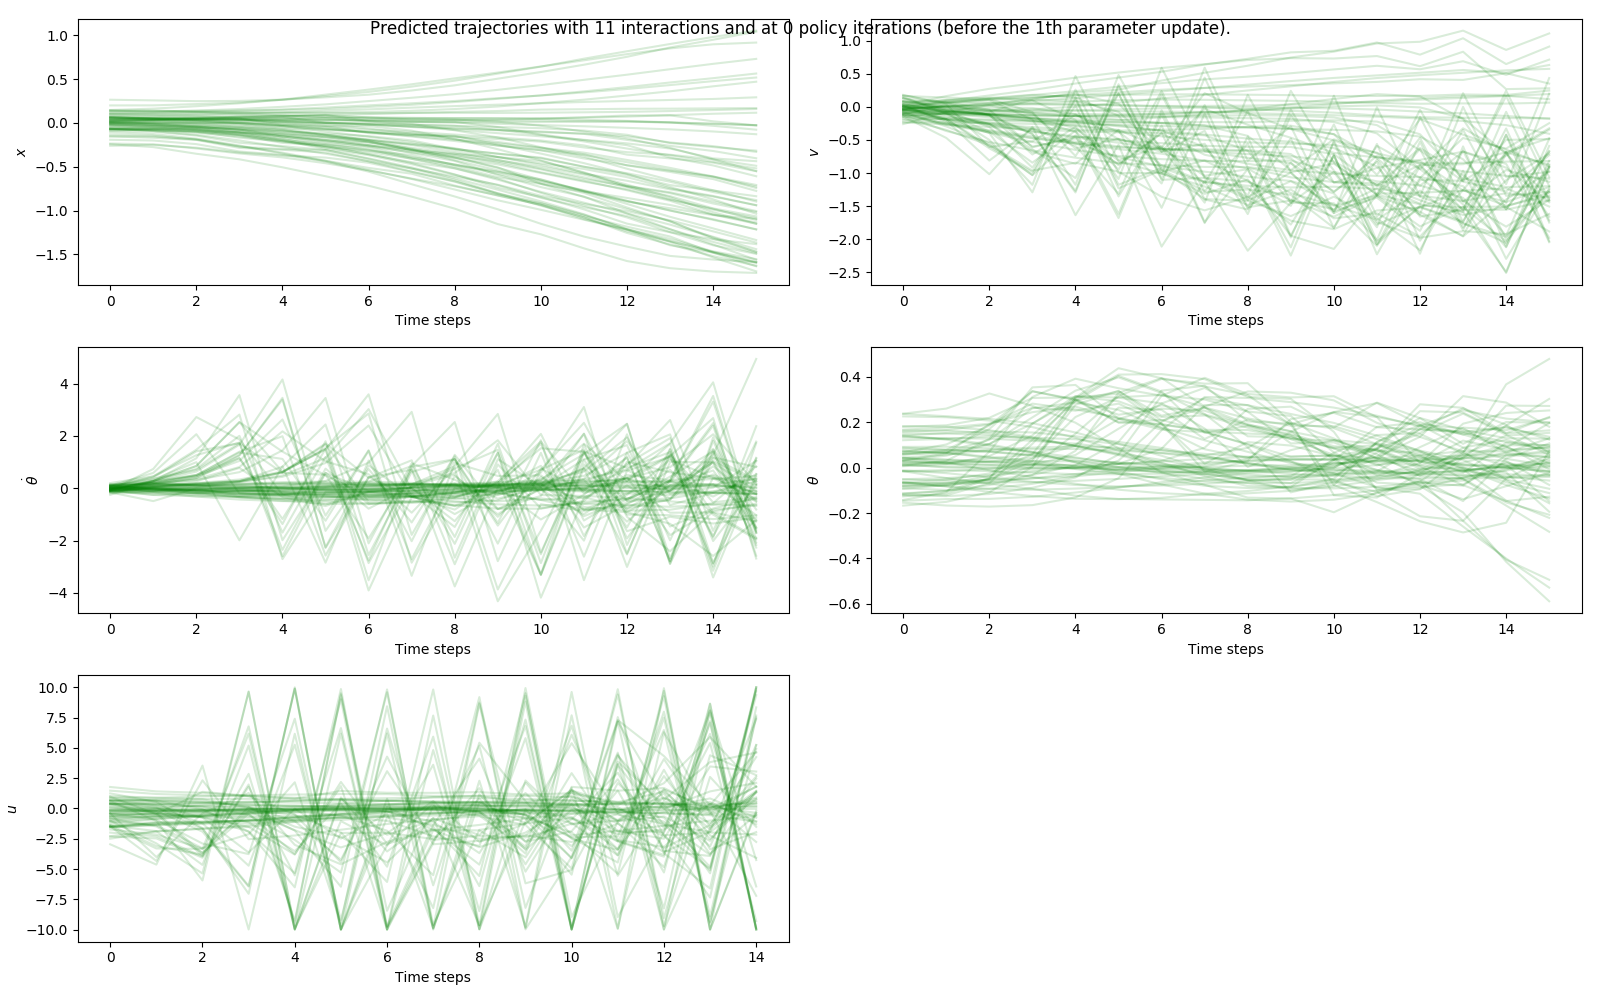 Predicted trajectories with 11 interactions and at 0 policy iterations (before the 1th parameter update).
1.0
0.5
0.0
−0.5
−1.0
−1.5
x
0 2 4 6 8 10 12 14
Time steps
1.0
0.5
0.0
−0.5
−1.0
−1.5
−2.0
−2.5
v
0 2 4 6 8 10 12 14
Time steps
4
2
0
−2
−4
θ̇
0 2 4 6 8 10 12 14
Time steps
0.4
0.2
0.0
−0.2
−0.4
−0.6
θ
0 2 4 6 8 10 12 14
Time steps
10.0
7.5
5.0
2.5
0.0
−2.5
−5.0
−7.5
−10.0
u
0 2 4 6 8 10 12 14
Time steps